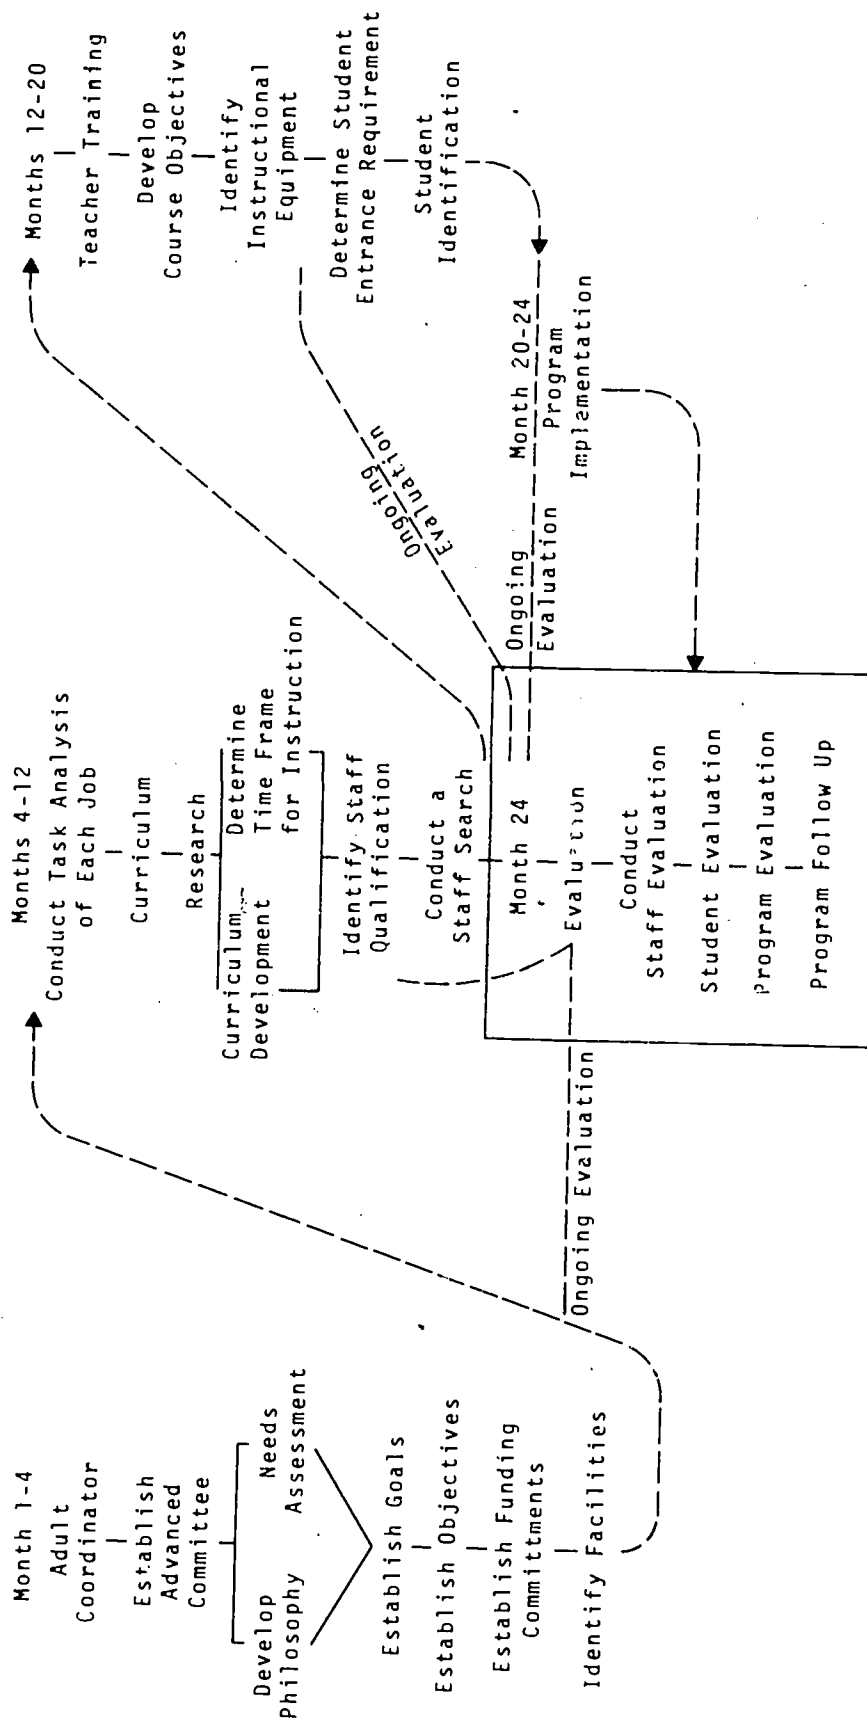 Month 1-4
Adult
Coordinator
Establish
Advanced
Committee
Develop
Philosophy
Needs
Assessment
Establish Goals
Establish Objectives
Establish Funding
Committments
Identify Facilities
Ongoing Evaluation
Months 4-12
Conduct Task Analysis
of Each Job
Curriculum
Research
Curriculum
Development
Determine
Time Frame
for Instruction
Identify Staff
Qualification
Conduct a
Staff Search
Month 24
Evaluation
Conduct
Staff Evaluation
Student Evaluation
Program Evaluation
Program Follow Up
Ongoing
Evaluation
Ongoing
Evaluation
Months 12-20
Teacher Training
Develop
Course Objectives
Identify
Instructional
Equipment
Determine Student
Entrance Requirement
Student
Identification
Month 20-24
Program
Implementation